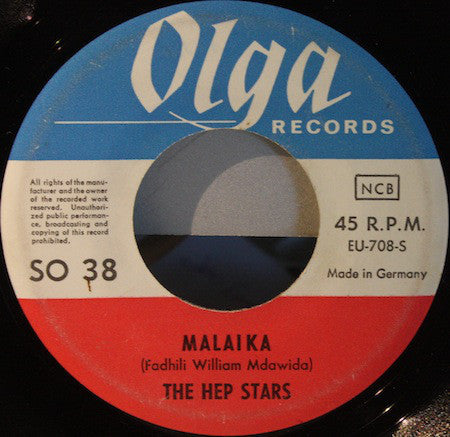 Olga
RECORDS
All rights of the manu-
facturer and the owner
of the recorded work
reserved. Unauthoriz-
ed public performan-
ce, broadcasting and
copying of this record
prohibited.
SO 38
NCB
45 R.P.M.
EU-708-S
Made in Germany
MALAIKA
(Fadhili William Mdawida)
THE HEP STARS